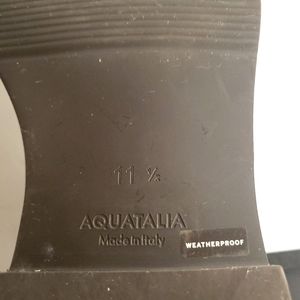 11 ½
AQUATALIA
Made in Italy
WEATHERPROOF